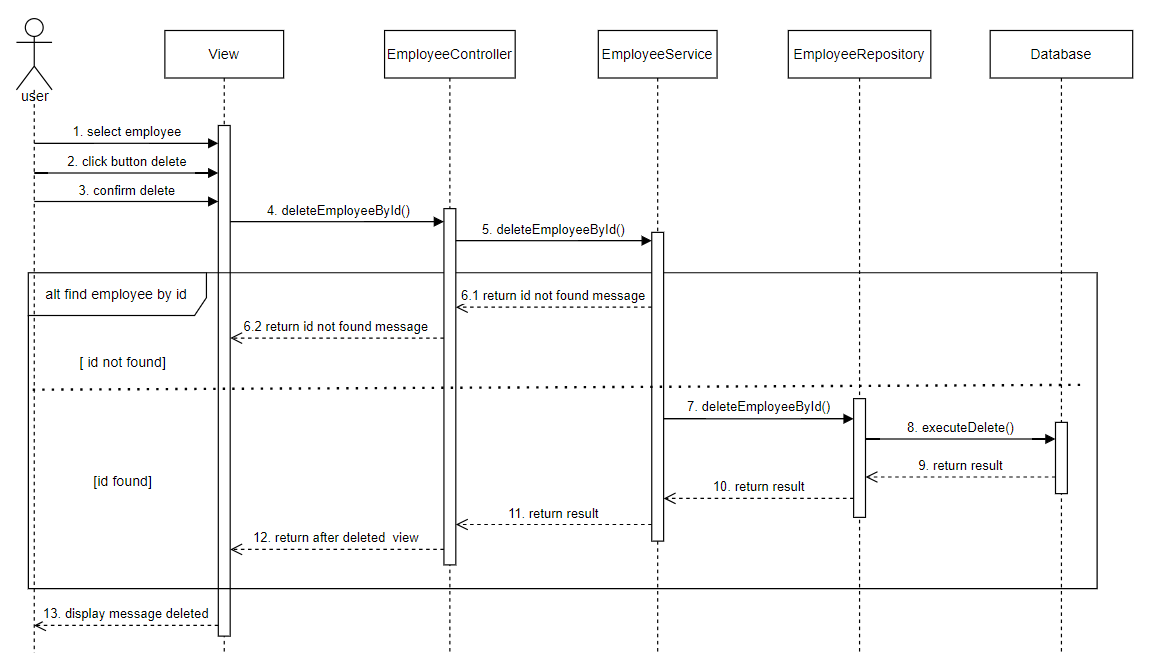 user
View
EmployeeController
EmployeeService
EmployeeRepository
Database
1. select employee
2. click button delete
3. confirm delete
4. deleteEmployeeById()
5. deleteEmployeeById()
alt find employee by id
6.1 return id not found message
6.2 return id not found message
[ id not found]
7. deleteEmployeeById()
8. executeDelete()
9. return result
[id found]
10. return result
11. return result
12. return after deleted  view
13. display message deleted